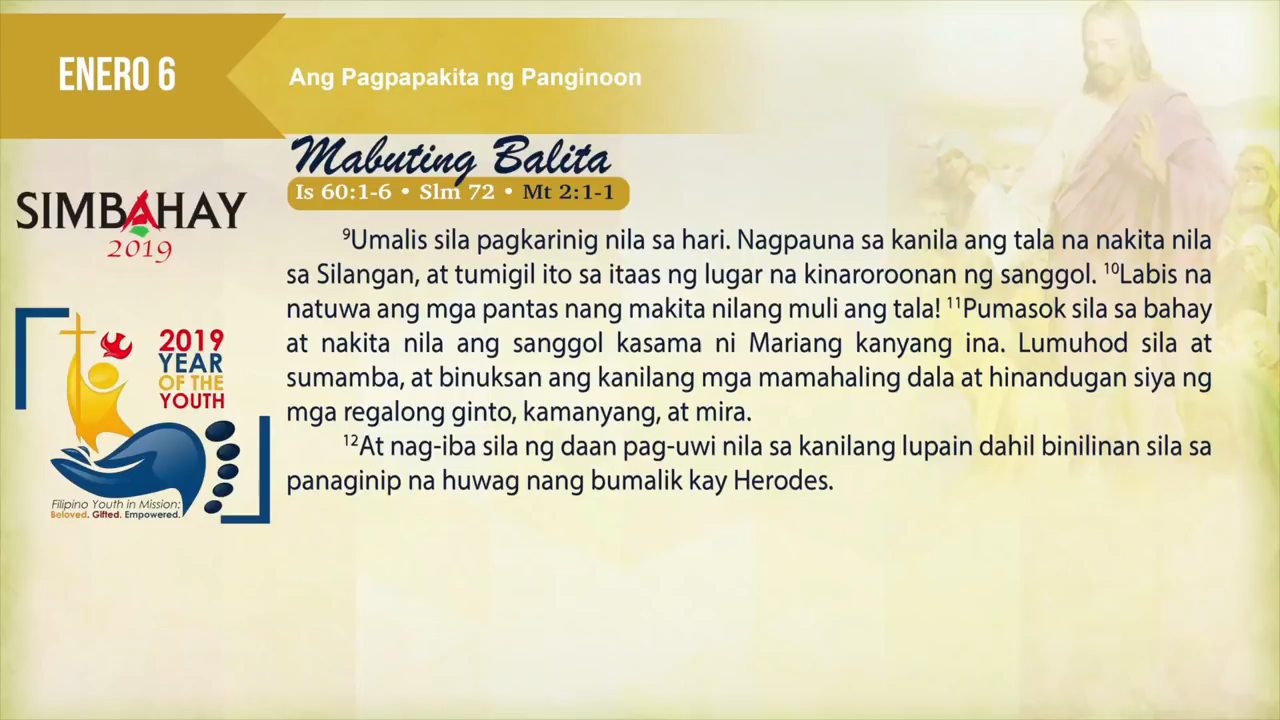 ENERO 6
Ang Pagpapakita ng Panginoon
Mabuting Balita
Is 60:1-6 • Slm 72 • Mt 2:1-1
SIMBAHAY
2019
⁹Umalis sila pagkarinig nila sa hari. Nagpauna sa kanila ang tala na nakita nila
sa Silangan, at tumigil ito sa itaas ng lugar na kinaroroonan ng sanggol. ¹⁰Labis na
natuwa ang mga pantas nang makita nilang muli ang tala! ¹¹Pumasok sila sa bahay
at nakita nila ang sanggol kasama ni Mariang kanyang ina. Lumuhod sila at
sumamba, at binuksan ang kanilang mga mamahaling dala at hinandugan siya ng
mga regalong ginto, kamanyang, at mira.
¹²At nag-iba sila ng daan pag-uwi nila sa kanilang lupain dahil binilinan sila sa
panaginip na huwag nang bumalik kay Herodes.
2019
YEAR
OF THE
YOUTH
Filipino Youth in Mission:
Beloved. Gifted. Empowered.